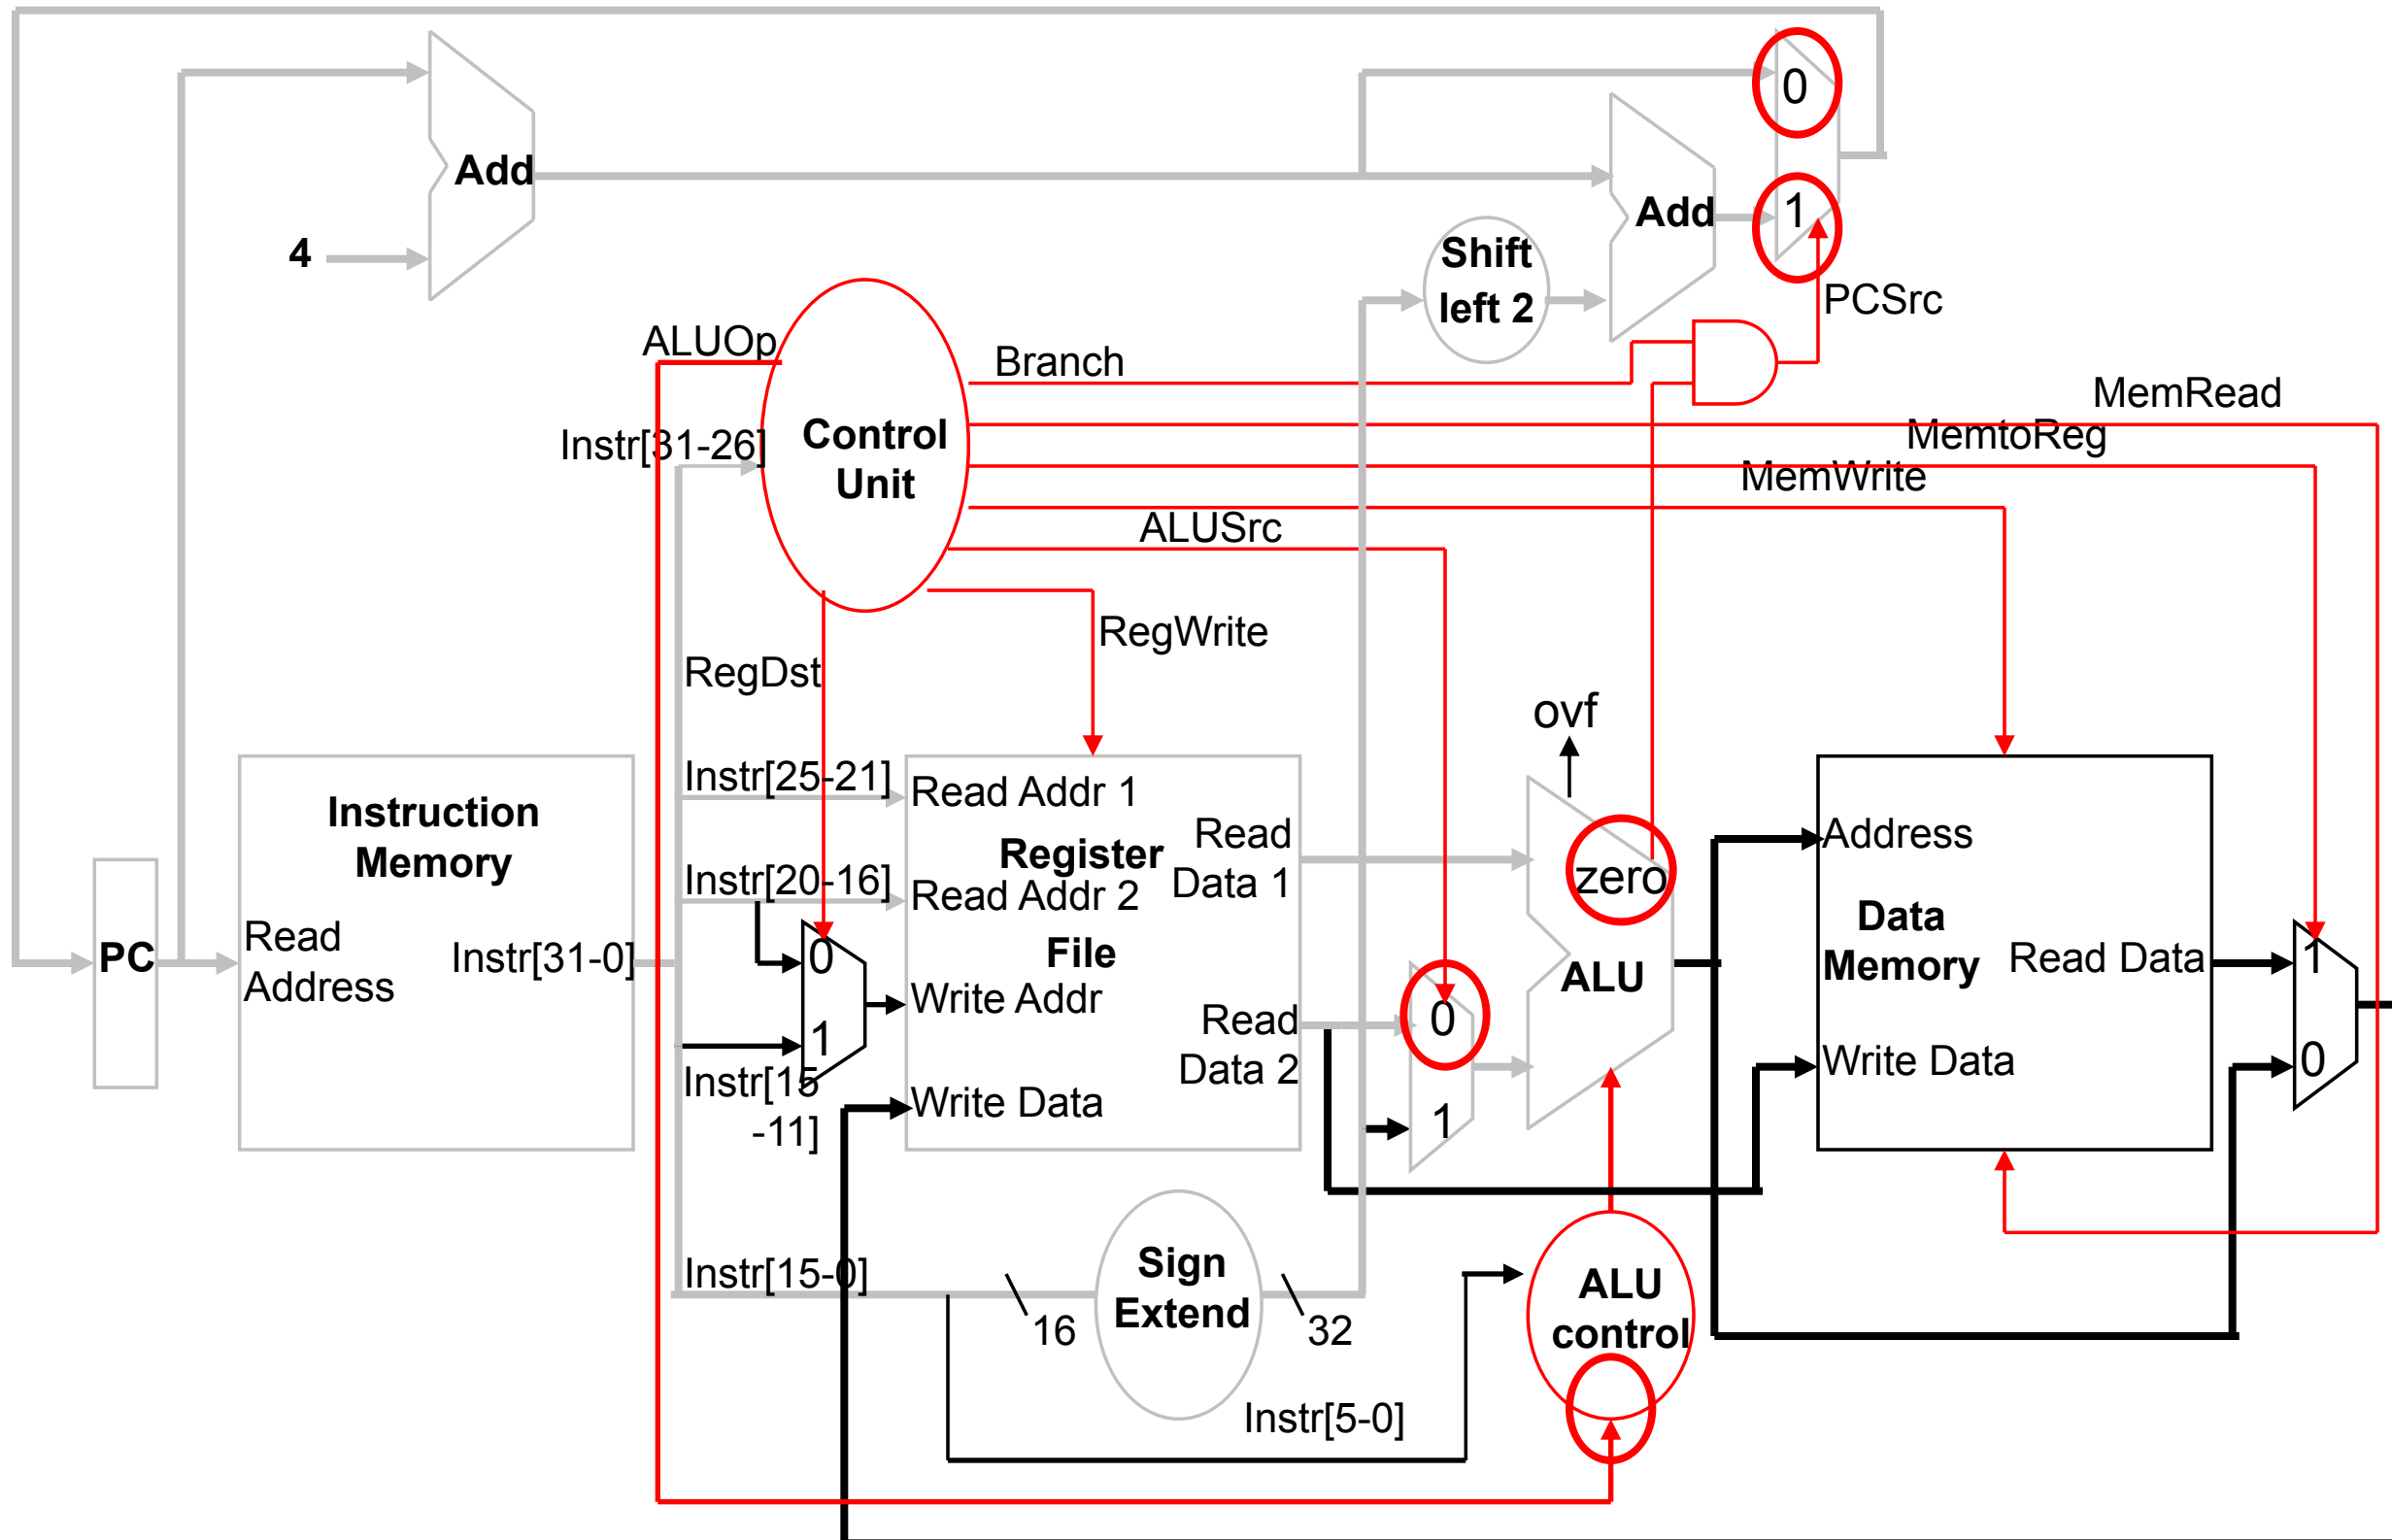 0
Add
1
Add
4
Shift
left 2
PCSrc
ALUOp
Branch
MemRead
Instr[31-26]
Control
Unit
MemtoReg
MemWrite
ALUSrc
RegWrite
RegDst
ovf
Instr[25-21]
Read Addr 1
Instruction
Memory
Read
Data 1
Register
Address
zero
Instr[20-16]
Read Addr 2
Data
Memory
PC
Read
Address
Instr[31-0]
0
File
ALU
Read Data
1
Write Addr
Read
Data 2
0
1
Write Data
0
Instr[15
-11]
Write Data
1
Instr[15-0]
Sign
Extend
16
32
ALU
control
Instr[5-0]